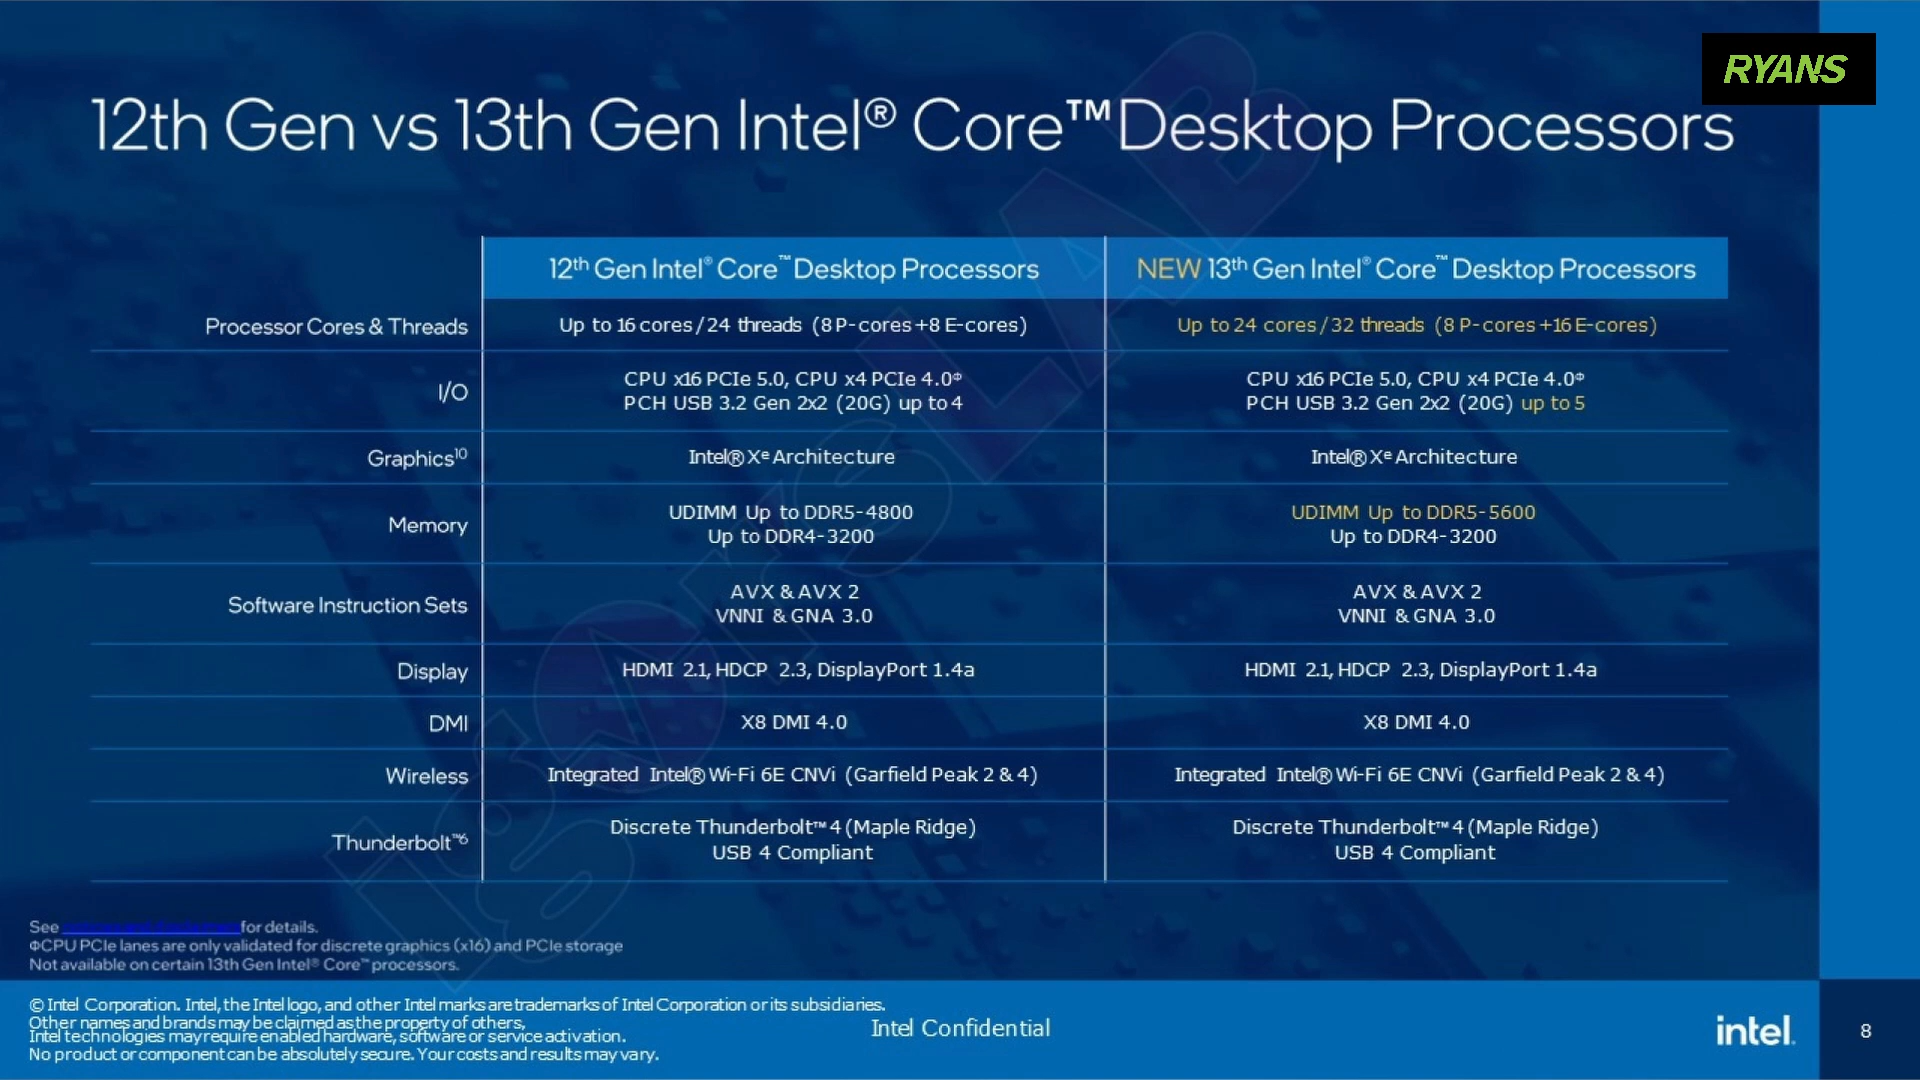 RYANS
12th Gen vs 13th Gen Intel® Core™ Desktop Processors
12th Gen Intel® Core™ Desktop Processors
NEW 13th Gen Intel® Core™ Desktop Processors
Processor Cores & Threads
Up to 16 cores / 24 threads (8 P-cores +8 E-cores)
Up to 24 cores / 32 threads (8 P-cores +16 E-cores)
I/O
CPU x16 PCIe 5.0, CPU x4 PCIe 4.0Φ
PCH USB 3.2 Gen 2x2 (20G) up to 4
CPU x16 PCIe 5.0, CPU x4 PCIe 4.0Φ
PCH USB 3.2 Gen 2x2 (20G) up to 5
Graphics10
Intel® Xe Architecture
Intel® Xe Architecture
Memory
UDIMM Up to DDR5-4800
Up to DDR4-3200
UDIMM Up to DDR5-5600
Up to DDR4-3200
Software Instruction Sets
AVX & AVX 2
VNNI & GNA 3.0
AVX & AVX 2
VNNI & GNA 3.0
Display
HDMI 2.1, HDCP 2.3, DisplayPort 1.4a
HDMI 2.1, HDCP 2.3, DisplayPort 1.4a
DMI
X8 DMI 4.0
X8 DMI 4.0
Wireless
Integrated Intel® Wi-Fi 6E CNVi (Garfield Peak 2 & 4)
Integrated Intel® Wi-Fi 6E CNVi (Garfield Peak 2 & 4)
Thunderbolt™6
Discrete Thunderbolt™ 4 (Maple Ridge)
USB 4 Compliant
Discrete Thunderbolt™ 4 (Maple Ridge)
USB 4 Compliant
See for details.
ΦCPU PCIe lanes are only validated for discrete graphics (x16) and PCIe storage
Not available on certain 13th Gen Intel® Core™ processors.
© Intel Corporation. Intel, the Intel logo, and other Intel marks are trademarks of Intel Corporation or its subsidiaries.
Other names and brands may be claimed as the property of others,
Intel technologies may require enabled hardware, software or service activation.
No product or component can be absolutely secure. Your costs and results may vary.
Intel Confidential
intel.
8